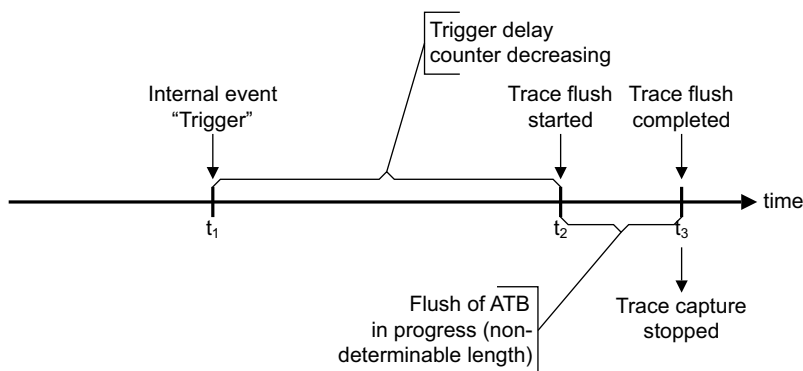 Trigger delay
counter decreasing
Internal event
“Trigger”
Trace flush
started
Trace flush
completed
time
t₁
t₂
t₃
Flush of ATB
in progress (non-
determinable length)
Trace capture
stopped